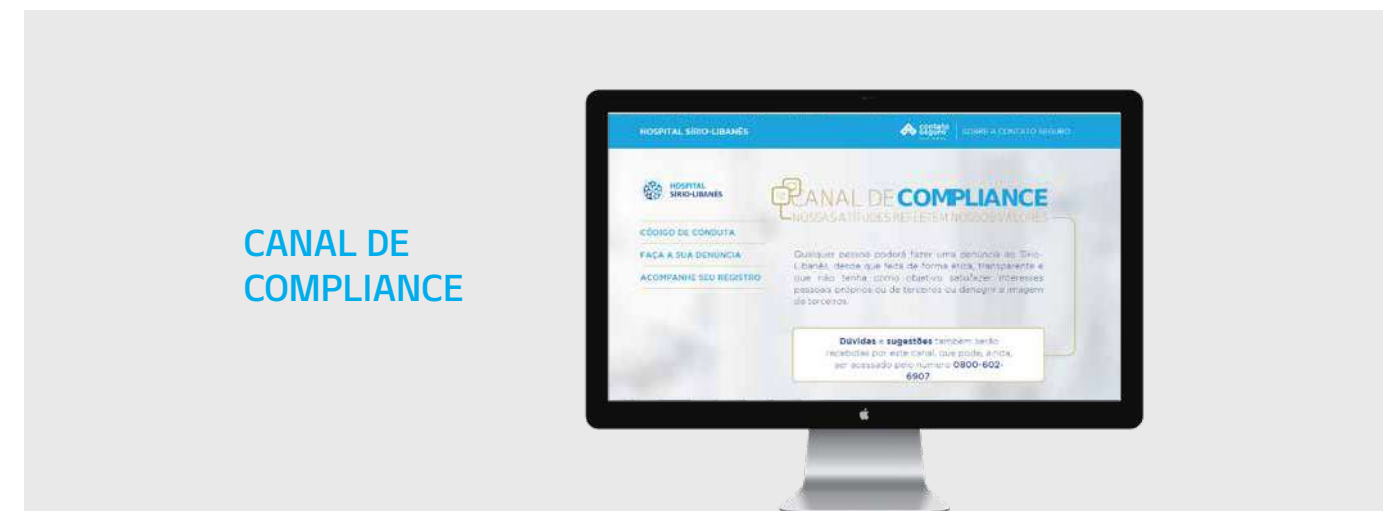 CANAL DE
COMPLIANCE
HOSPITAL SÍRIO-LIBANÊS
contato
seguro
SOBRE A CONTATO SEGURO
HOSPITAL
SÍRIO-LIBANÊS
CANAL DE COMPLIANCE
NOSSAS ATITUDES REFLETEM NOSSOS VALORES
CÓDIGO DE CONDUTA
FAÇA A SUA DENÚNCIA
ACOMPANHE SEU REGISTRO
Qualquer pessoa poderá fazer uma denúncia ao Sírio-
Libanês, desde que feita de forma ética, transparente e
que não tenha como objetivo satisfazer interesses
pessoais próprios ou de terceiros ou denegrir a imagem
de terceiros.
Dúvidas e sugestões também serão
recebidas por este canal, que pode, ainda,
ser acessado pelo número 0800-602-
6907